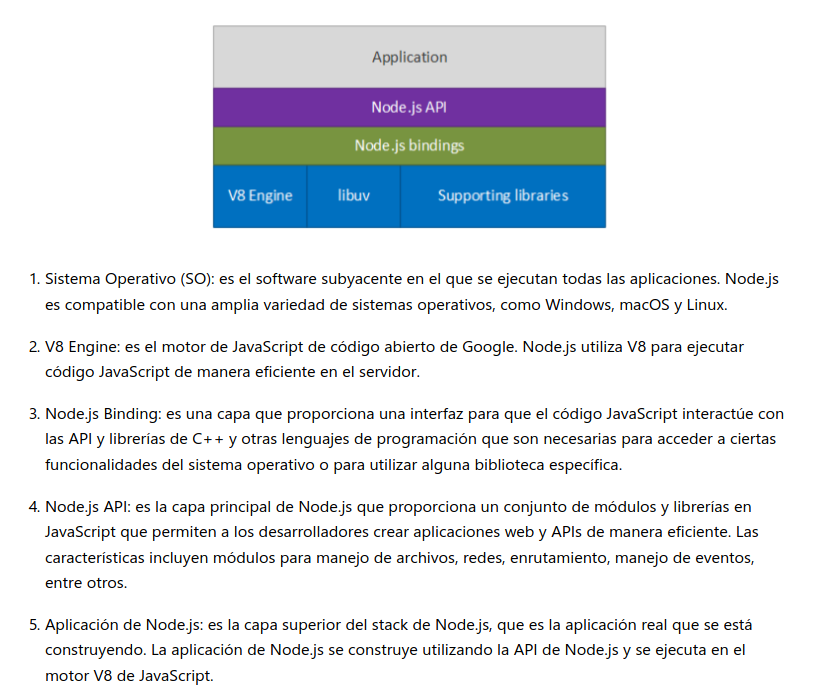 Application
Node.js API
Node.js bindings
V8 Engine libuv Supporting libraries
1. Sistema Operativo (SO): es el software subyacente en el que se ejecutan todas las aplicaciones. Node.js
es compatible con una amplia variedad de sistemas operativos, como Windows, macOS y Linux.
2. V8 Engine: es el motor de JavaScript de código abierto de Google. Node.js utiliza V8 para ejecutar
código JavaScript de manera eficiente en el servidor.
3. Node.js Binding: es una capa que proporciona una interfaz para que el código JavaScript interactúe con
las API y librerías de C++ y otras lenguajes de programación que son necesarias para acceder a ciertas
funcionalidades del sistema operativo o para utilizar alguna biblioteca específica.
4. Node.js API: es la capa principal de Node.js que proporciona un conjunto de módulos y librerías en
JavaScript que permiten a los desarrolladores crear aplicaciones web y APIs de manera eficiente. Las
características incluyen módulos para manejo de archivos, redes, enrutamiento, manejo de eventos,
entre otros.
5. Aplicación de Node.js: es la capa superior del stack de Node.js, que es la aplicación real que se está
construyendo. La aplicación de Node.js se construye utilizando la API de Node.js y se ejecuta en el
motor V8 de JavaScript.